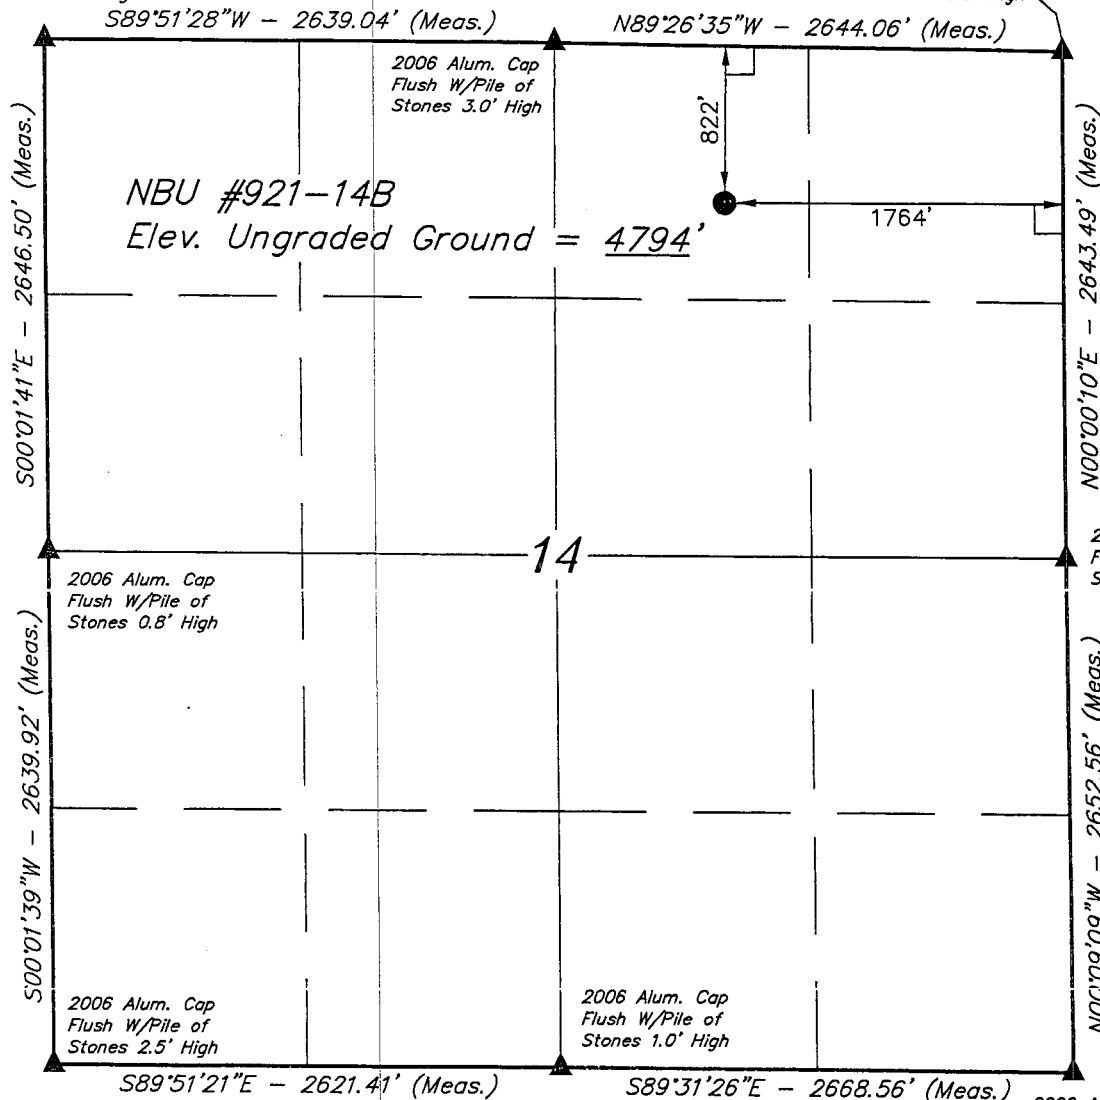 S89°51'28"W - 2639.04' (Meas.)
N89°26'35"W - 2644.06' (Meas.)
2006 Alum. Cap
Flush W/Pile of
Stones 3.0' High
822'
NBU #921-14B
Elev. Ungraded Ground = 4794'
1764'
S00°01'41"E - 2646.50' (Meas.)
N00°00'10"E - 2643.49' (Meas.)
14
2006 Alum. Cap
Flush W/Pile of
Stones 0.8' High
S00°01'39"W - 2639.92' (Meas.)
N00°09'09"W - 2652.56' (Meas.)
2006 Alum. Cap
Flush W/Pile of
Stones 2.5' High
2006 Alum. Cap
Flush W/Pile of
Stones 1.0' High
S89°51'21"E - 2621.41' (Meas.)
S89°31'26"E - 2668.56' (Meas.)